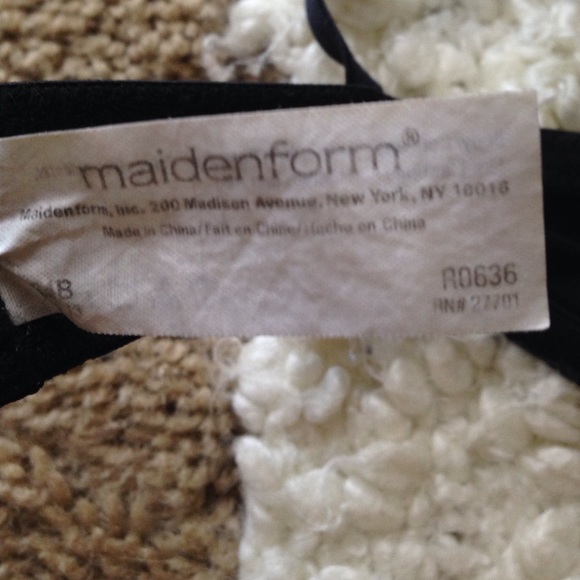 maidenform®
Maidenform, Inc. 200 Madison Avenue, New York, NY 10016
Made in China/Fait en Chine/Hecho en China
R0636
RN# 27701